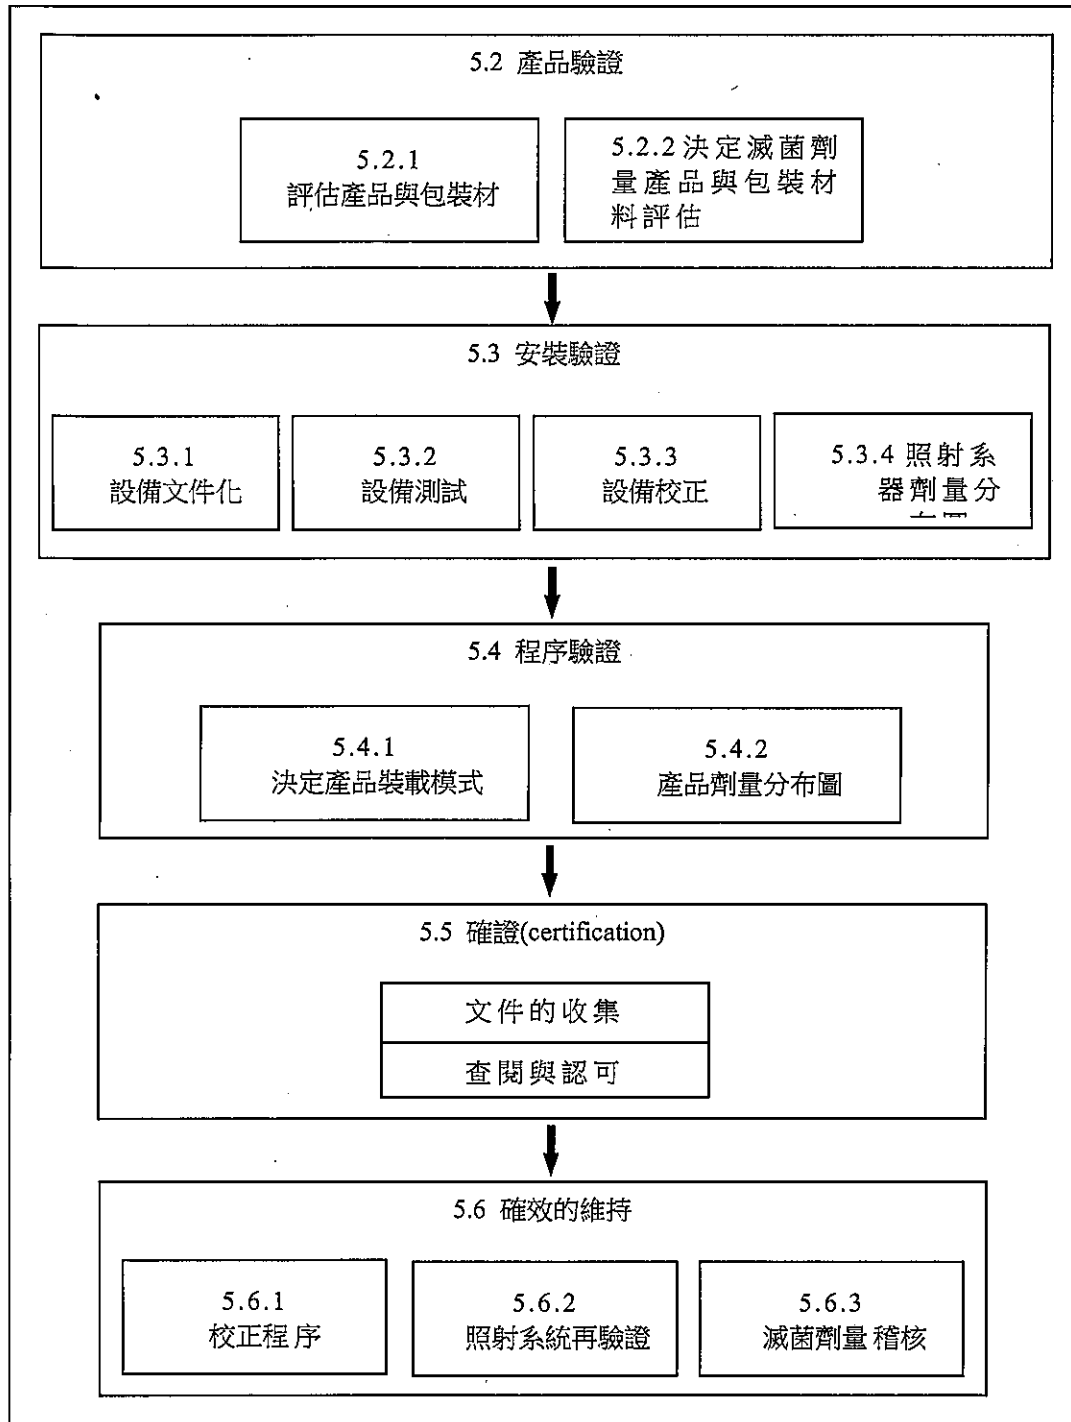 5.2 產品驗證
5.2.1
評估產品與包裝材
5.2.2決定滅菌劑
量產品與包裝材
料評估
5.3 安裝驗證
5.3.1
設備文件化
5.3.2
設備測試
5.3.3
設備校正
5.3.4 照射系
器劑量分
5.4 程序驗證
5.4.1
決定產品裝載模式
5.4.2
產品劑量分布圖
5.5 確證(certification)
文件的收集
查閱與認可
5.6 確效的維持
5.6.1
校正程序
5.6.2
照射系統再驗證
5.6.3
滅菌劑量稽核